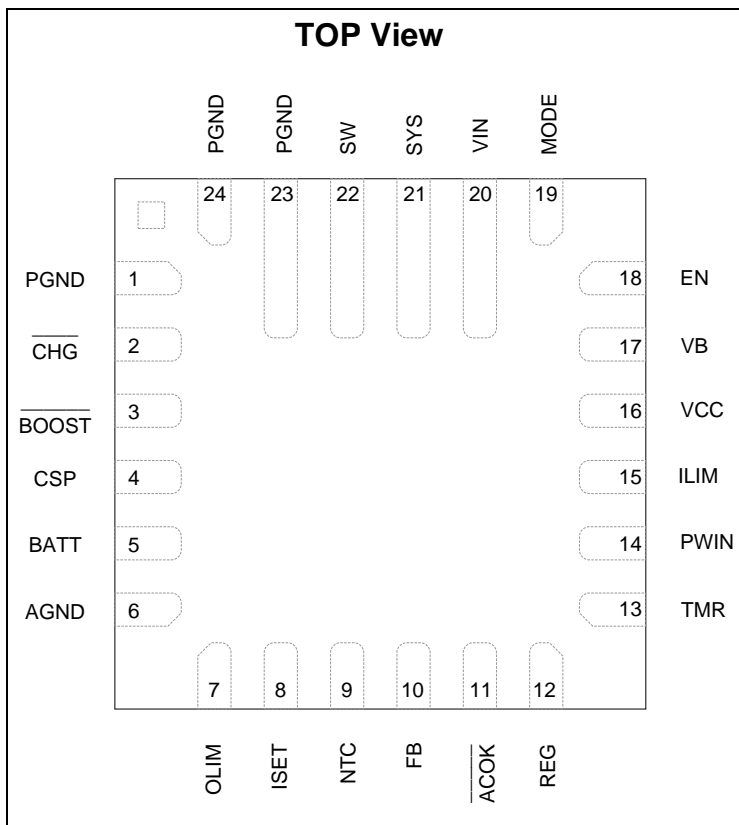 TOP View
PGND
PGND
SW
SYS
VIN
MODE
24
23
22
21
20
19
PGND 1
18 EN
CHG 2
17 VB
BOOST 3
16 VCC
CSP 4
15 ILIM
BATT 5
14 PWIN
AGND 6
13 TMR
7
8
9
10
11
12
OLIM
ISET
NTC
FB
ACOK
REG